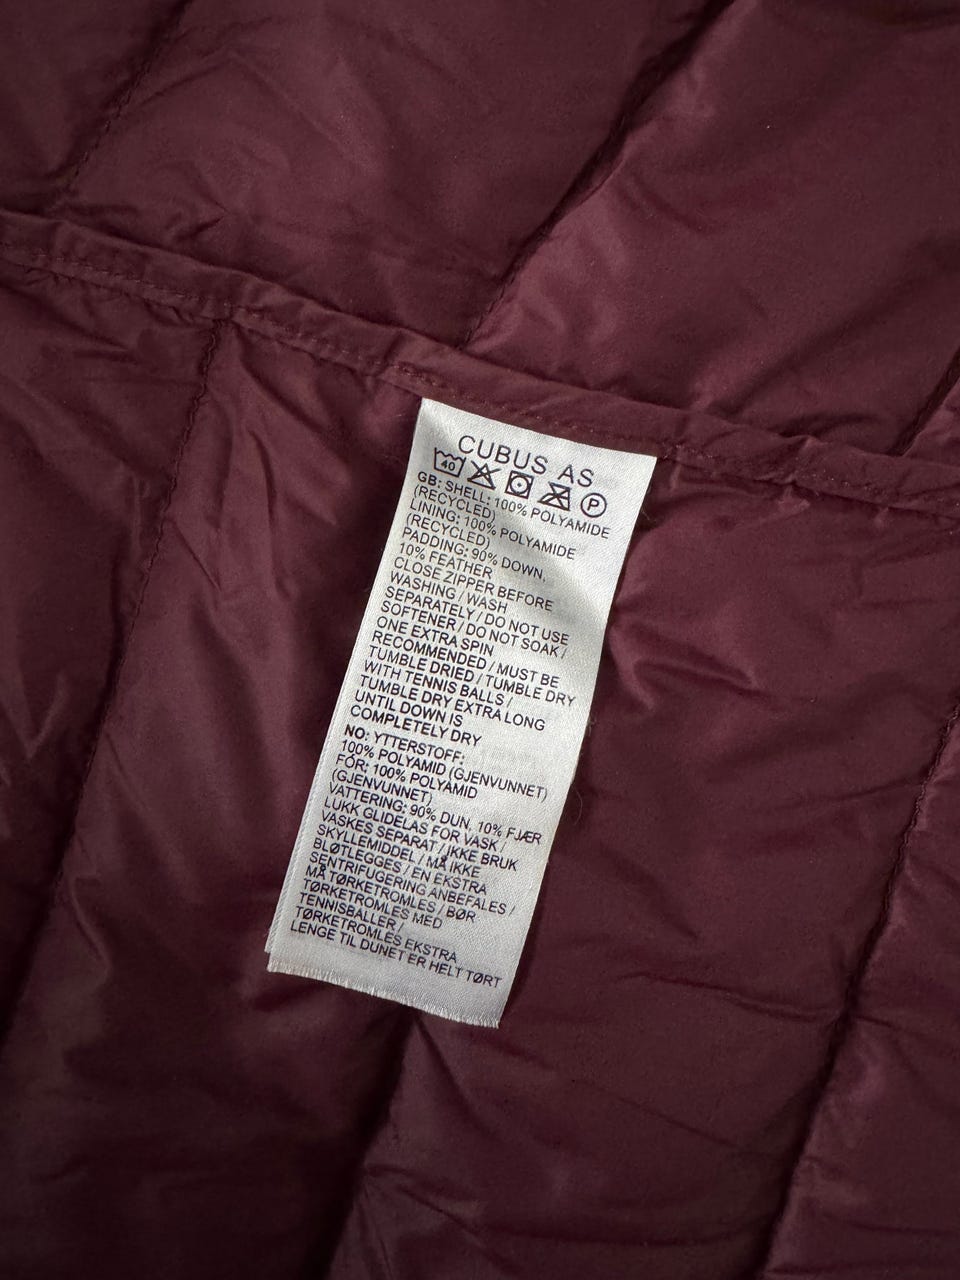 CUBUS AS
40 P
GB: SHELL: 100% POLYAMIDE
(RECYCLED)
LINING: 100% POLYAMIDE
(RECYCLED)
PADDING: 90% DOWN,
10% FEATHER
CLOSE ZIPPER BEFORE
WASHING / WASH
SEPARATELY / DO NOT USE
SOFTENER / DO NOT SOAK /
ONE EXTRA SPIN
RECOMMENDED / MUST BE
TUMBLE DRIED / TUMBLE DRY
WITH TENNIS BALLS /
TUMBLE DRY EXTRA LONG
UNTIL DOWN IS
COMPLETELY DRY
NO: YTTERSTOFF:
100% POLYAMID (GJENVUNNET)
FÔR: 100% POLYAMID
(GJENVUNNET)
VATTERING: 90% DUN, 10% FJÆR
LUKK GLIDELÅS FØR VASK /
VASKES SEPARAT / IKKE BRUK
SKYLLEMIDDEL / MÅ IKKE
BLØTLEGGES / EN EKSTRA
SENTRIFUGERING ANBEFALES /
MÅ TØRKETROMLES / BØR
TØRKETROMLES MED
TENNISBALLER /
TØRKETROMLES EKSTRA
LENGE TIL DUNET ER HELT TØRT